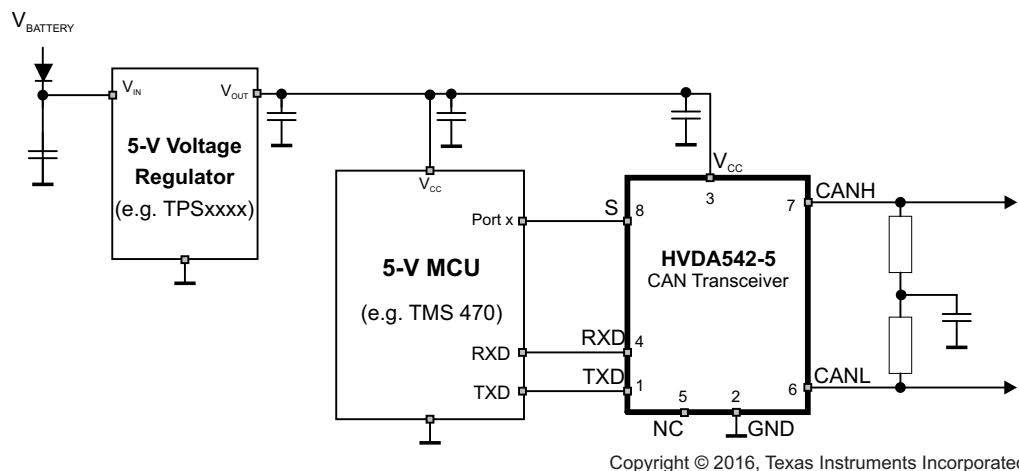 V_BATTERY
V_IN
V_OUT
5-V Voltage
Regulator
(e.g. TPSxxxx)
V_CC
Port x
5-V MCU
(e.g. TMS 470)
RXD
TXD
S
RXD
TXD
V_CC
3
8
7
CANH
HVDA542-5
CAN Transceiver
4
1
5
2
6
CANL
NC
GND
Copyright © 2016, Texas Instruments Incorporated